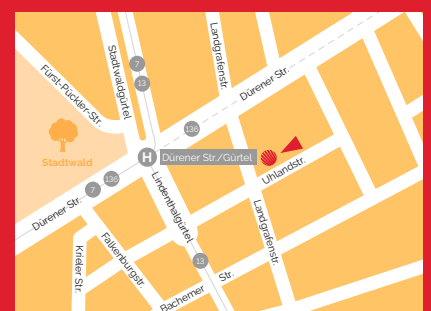 Fürst-Pückler-Str.
Stadtwaldgürtel
7
13
Landgrafenstr.
Dürener Str.
136
Stadtwald
H Dürener Str./Gürtel
Uhlandstr.
136
7
Dürener Str.
Lindenthalgürtel
Landgrafenstr.
Krieler Str.
Falkenburgstr.
13
Bachemer Str.